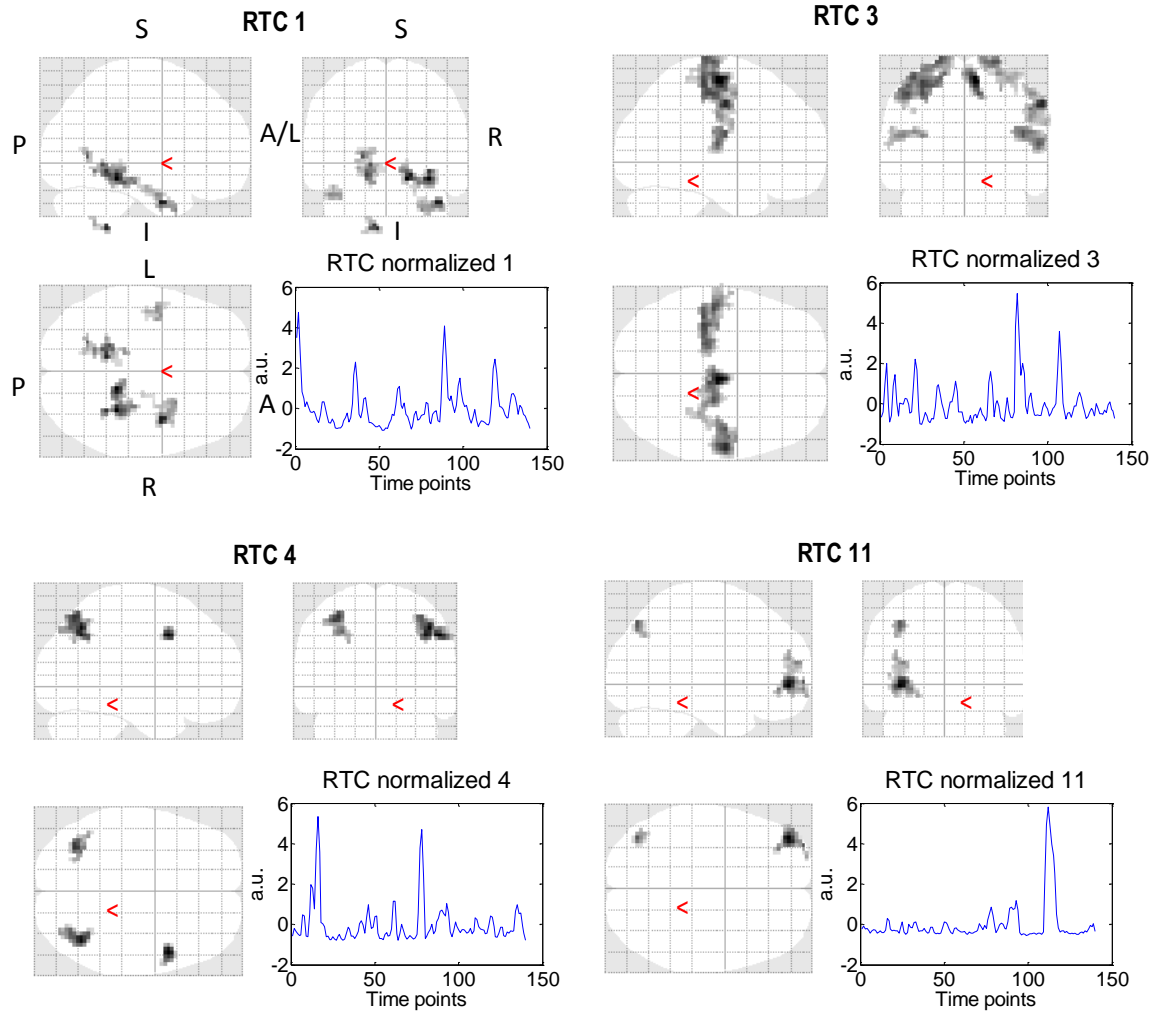 RTC 1
S
S
P
A/L
R
I
I
L
P
A
R
RTC normalized 1
6
4
2
0
-2
a.u.
0
50
100
150
Time points
RTC 3
RTC normalized 3
6
4
2
0
-2
a.u.
0
50
100
150
Time points
RTC 4
RTC normalized 4
6
4
2
0
-2
a.u.
0
50
100
150
Time points
RTC 11
RTC normalized 11
6
4
2
0
-2
a.u.
0
50
100
150
Time points